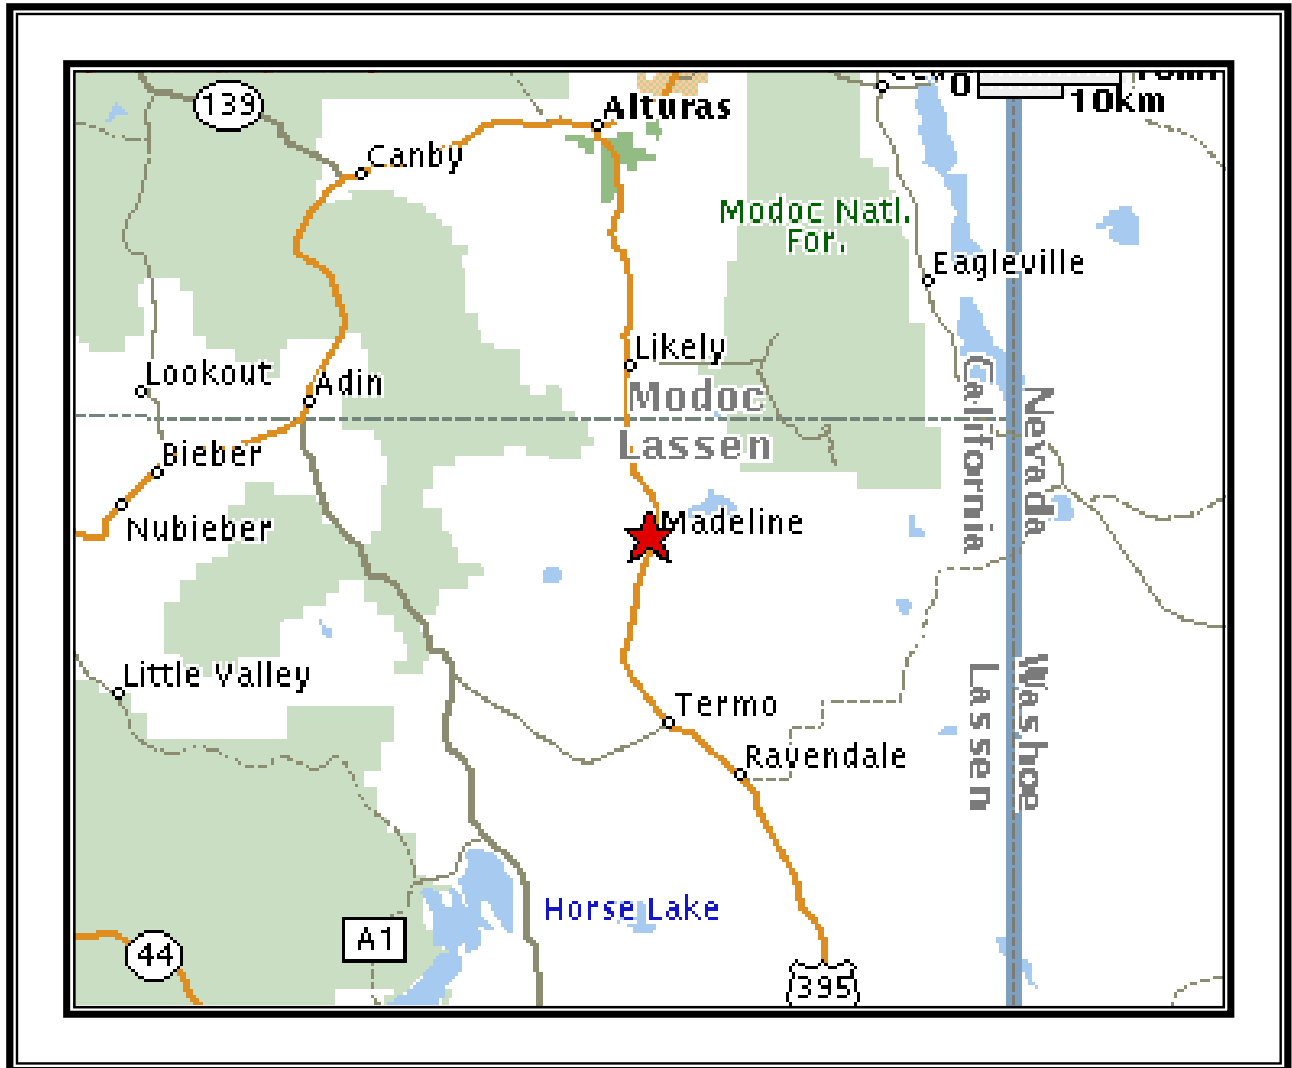 139
Alturas
0
10km
Canby
Modoc Natl.
For.
Eagleville
Likely
Lookout
Adin
Modoc
California
Nevada
Lassen
Bieber
Nubieber
Madeline
Little Valley
Termo
Lassen
Washoe
Ravendale
Horse Lake
A1
44
395